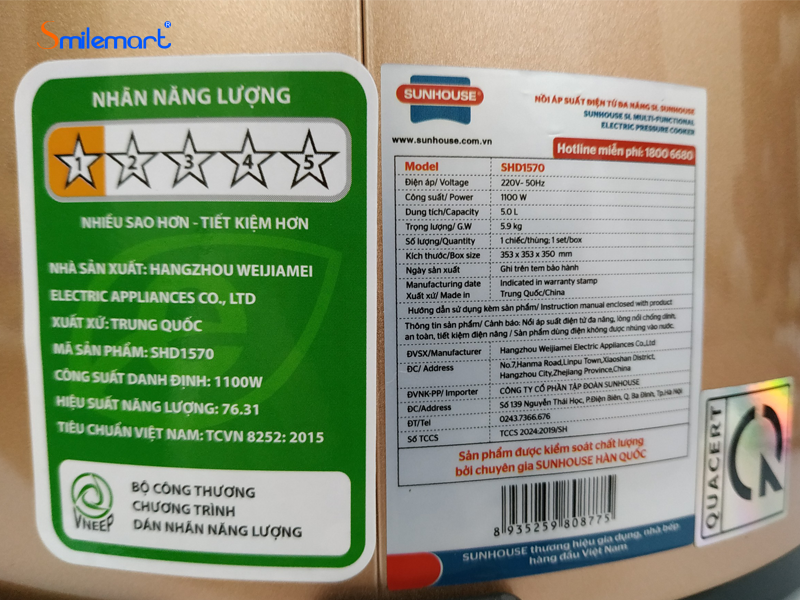 Smilemart®
NHÃN NĂNG LƯỢNG
1 2 3 4 5
NHIỀU SAO HƠN - TIẾT KIỆM HƠN
NHÀ SẢN XUẤT: HANGZHOU WEIJIAMEI
ELECTRIC APPLIANCES CO., LTD
XUẤT XỨ: TRUNG QUỐC
MÃ SẢN PHẨM: SHD1570
CÔNG SUẤT DANH ĐỊNH: 1100W
HIỆU SUẤT NĂNG LƯỢNG: 76.31
TIÊU CHUẨN VIỆT NAM: TCVN 8252: 2015
VNEEP
BỘ CÔNG THƯƠNG
CHƯƠNG TRÌNH
DÁN NHÃN NĂNG LƯỢNG
SUNHOUSE®
NỒI ÁP SUẤT ĐIỆN TỬ ĐA NĂNG 5L SUNHOUSE
SUNHOUSE 5L MULTI-FUNCTIONAL
ELECTRIC PRESSURE COOKER
www.sunhouse.com.vn
Hotline miễn phí: 1800 6680
Model SHD1570
Điện áp/ Voltage 220V- 50Hz
Công suất/ Power 1100 W
Dung tích/Capacity 5.0 L
Trọng lượng/ G.W 5.9 kg
Số lượng/Quantity 1 chiếc/thùng; 1 set/box
Kích thước/Box size 353 x 353 x 350 mm
Ngày sản xuất Ghi trên tem bảo hành
Manufacturing date Indicated in warranty stamp
Xuất xứ/ Made in Trung Quốc/China
Hướng dẫn sử dụng kèm sản phẩm/ Instruction manual enclosed with product
Thông tin sản phẩm/ Cảnh báo: Nồi áp suất điện tử đa năng, lòng nồi chống dính,
an toàn, tiết kiệm điện năng / Sản phẩm dùng điện không được nhúng vào nước.
ĐVSX/Manufacturer Hangzhou Weijiamei Electric Appliances Co.,Ltd
ĐC/ Address No.7,Hanma Road,Linpu Town,Xiaoshan District,
Hangzhou City,Zhejiang Province,China
ĐVNK-PP/ Importer CÔNG TY CỔ PHẦN TẬP ĐOÀN SUNHOUSE
ĐC/Address Số 139 Nguyễn Thái Học, P.Điện Biên, Q. Ba Đình, Tp.Hà Nội
ĐT/Tel 0243.7366.676
Số TCCS TCCS 2024:2019/SH
Sản phẩm được kiểm soát chất lượng
bởi chuyên gia SUNHOUSE HÀN QUỐC
8 935259 808775
SUNHOUSE thương hiệu gia dụng, nhà bếp
hàng đầu Việt Nam
QUACERT